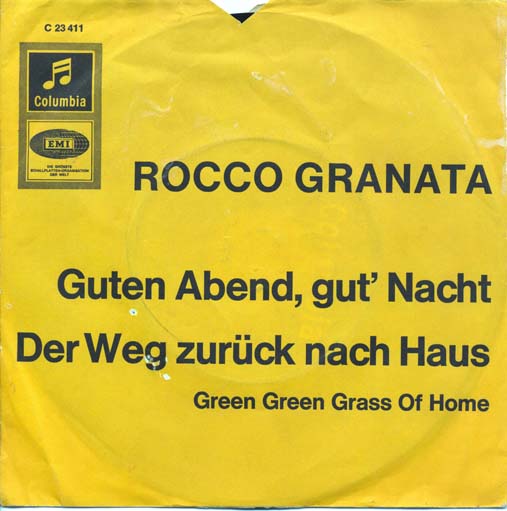 C 23 411
Columbia
EMI
DIE GRÖSSTE
SCHALLPLATTEN-ORGANISATION
DER WELT
ROCCO GRANATA
Guten Abend, gut' Nacht
Der Weg zurück nach Haus
Green Green Grass Of Home